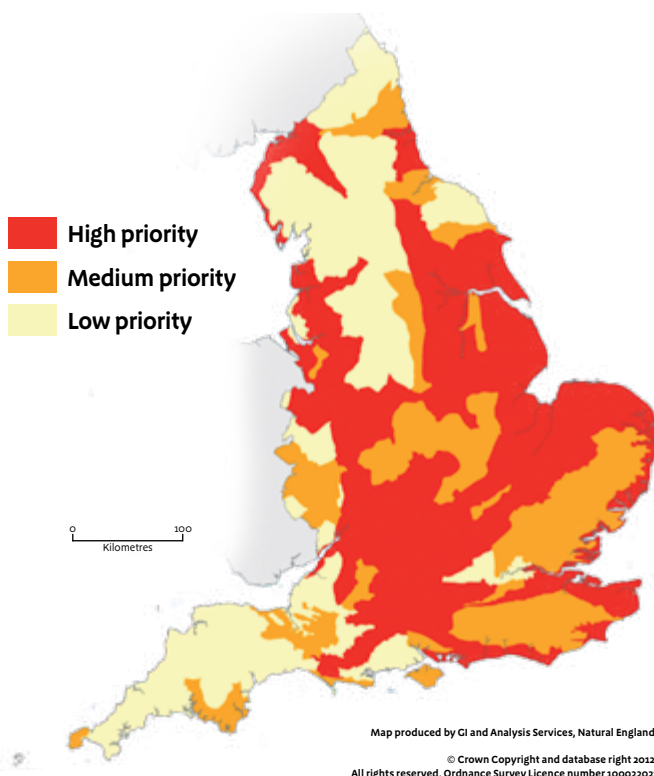 High priority
Medium priority
Low priority
0 100
Kilometres
Map produced by GI and Analysis Services, Natural England
© Crown Copyright and database right 2012
All rights reserved. Ordnance Survey Licence number